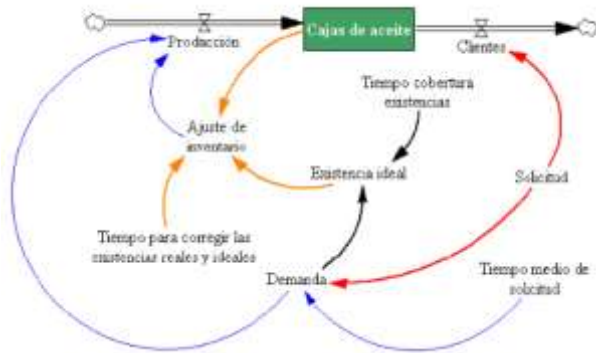 Cajas de aceite
Producción
Clientes
Tiempo cobertura
existencias
Ajuste de
inventario
Existencia ideal
Solicitud
Tiempo para corregir las
existencias reales y ideales
Demanda
Tiempo medio de
solicitud